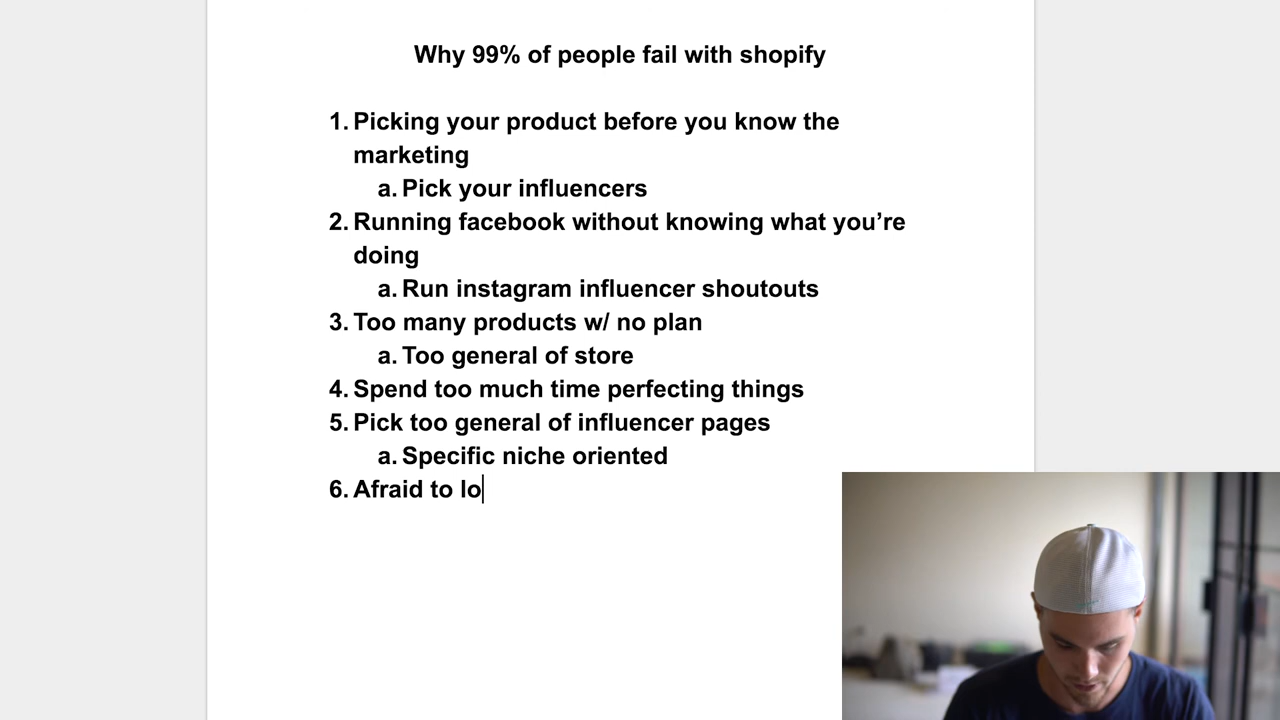 Why 99% of people fail with shopify
1. Picking your product before you know the
marketing
a. Pick your influencers
2. Running facebook without knowing what you’re
doing
a. Run instagram influencer shoutouts
3. Too many products w/ no plan
a. Too general of store
4. Spend too much time perfecting things
5. Pick too general of influencer pages
a. Specific niche oriented
6. Afraid to lo